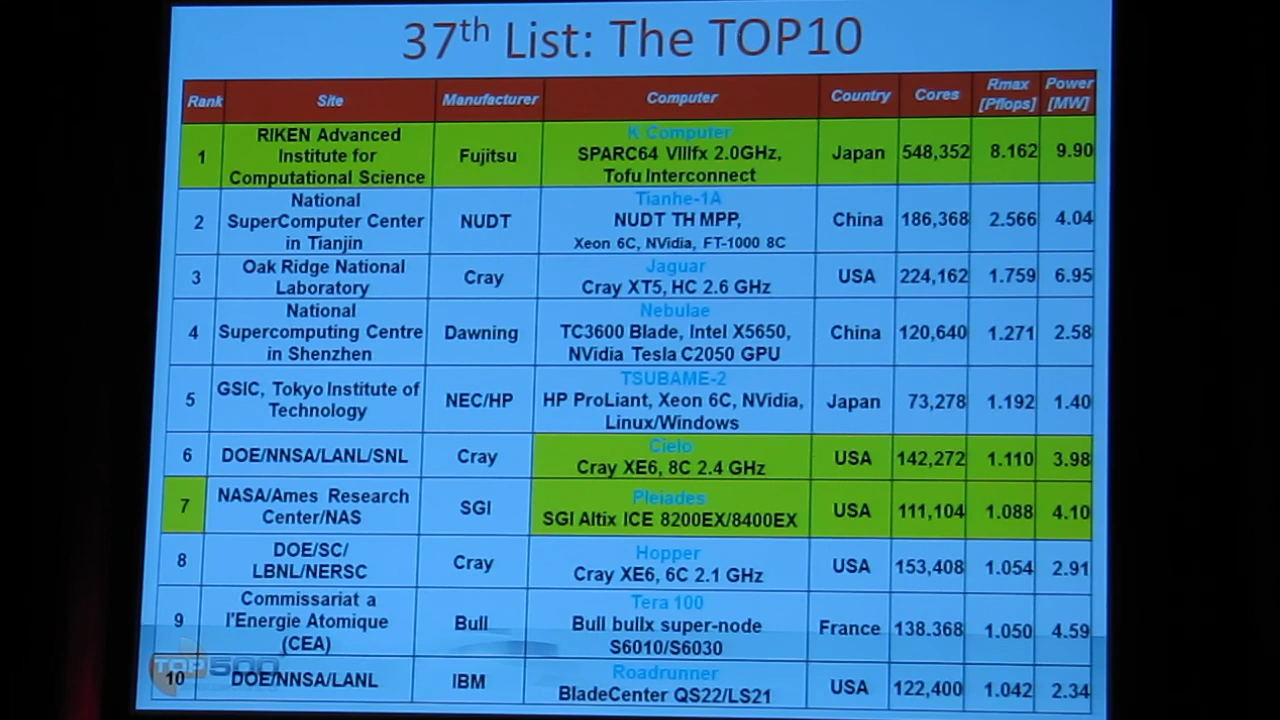 37th List: The TOP10
Rank Site Manufacturer Computer Country Cores Rmax [Pflops] Power [MW]
1 RIKEN Advanced Institute for Computational Science Fujitsu K Computer SPARC64 VIIIfx 2.0GHz, Tofu Interconnect Japan 548,352 8.162 9.90
2 National SuperComputer Center in Tianjin NUDT Tianhe-1A NUDT TH MPP, Xeon 6C, NVidia, FT-1000 8C China 186,368 2.566 4.04
3 Oak Ridge National Laboratory Cray Jaguar Cray XT5, HC 2.6 GHz USA 224,162 1.759 6.95
4 National Supercomputing Centre in Shenzhen Dawning Nebulae TC3600 Blade, Intel X5650, NVidia Tesla C2050 GPU China 120,640 1.271 2.58
5 GSIC, Tokyo Institute of Technology NEC/HP TSUBAME-2 HP ProLiant, Xeon 6C, NVidia, Linux/Windows Japan 73,278 1.192 1.40
6 DOE/NNSA/LANL/SNL Cray Cielo Cray XE6, 8C 2.4 GHz USA 142,272 1.110 3.98
7 NASA/Ames Research Center/NAS SGI Pleiades SGI Altix ICE 8200EX/8400EX USA 111,104 1.088 4.10
8 DOE/SC/ LBNL/NERSC Cray Hopper Cray XE6, 6C 2.1 GHz USA 153,408 1.054 2.91
9 Commissariat a l'Energie Atomique (CEA) Bull Tera 100 Bull bullx super-node S6010/S6030 France 138.368 1.050 4.59
10 DOE/NNSA/LANL IBM Roadrunner BladeCenter QS22/LS21 USA 122,400 1.042 2.34
TOP500